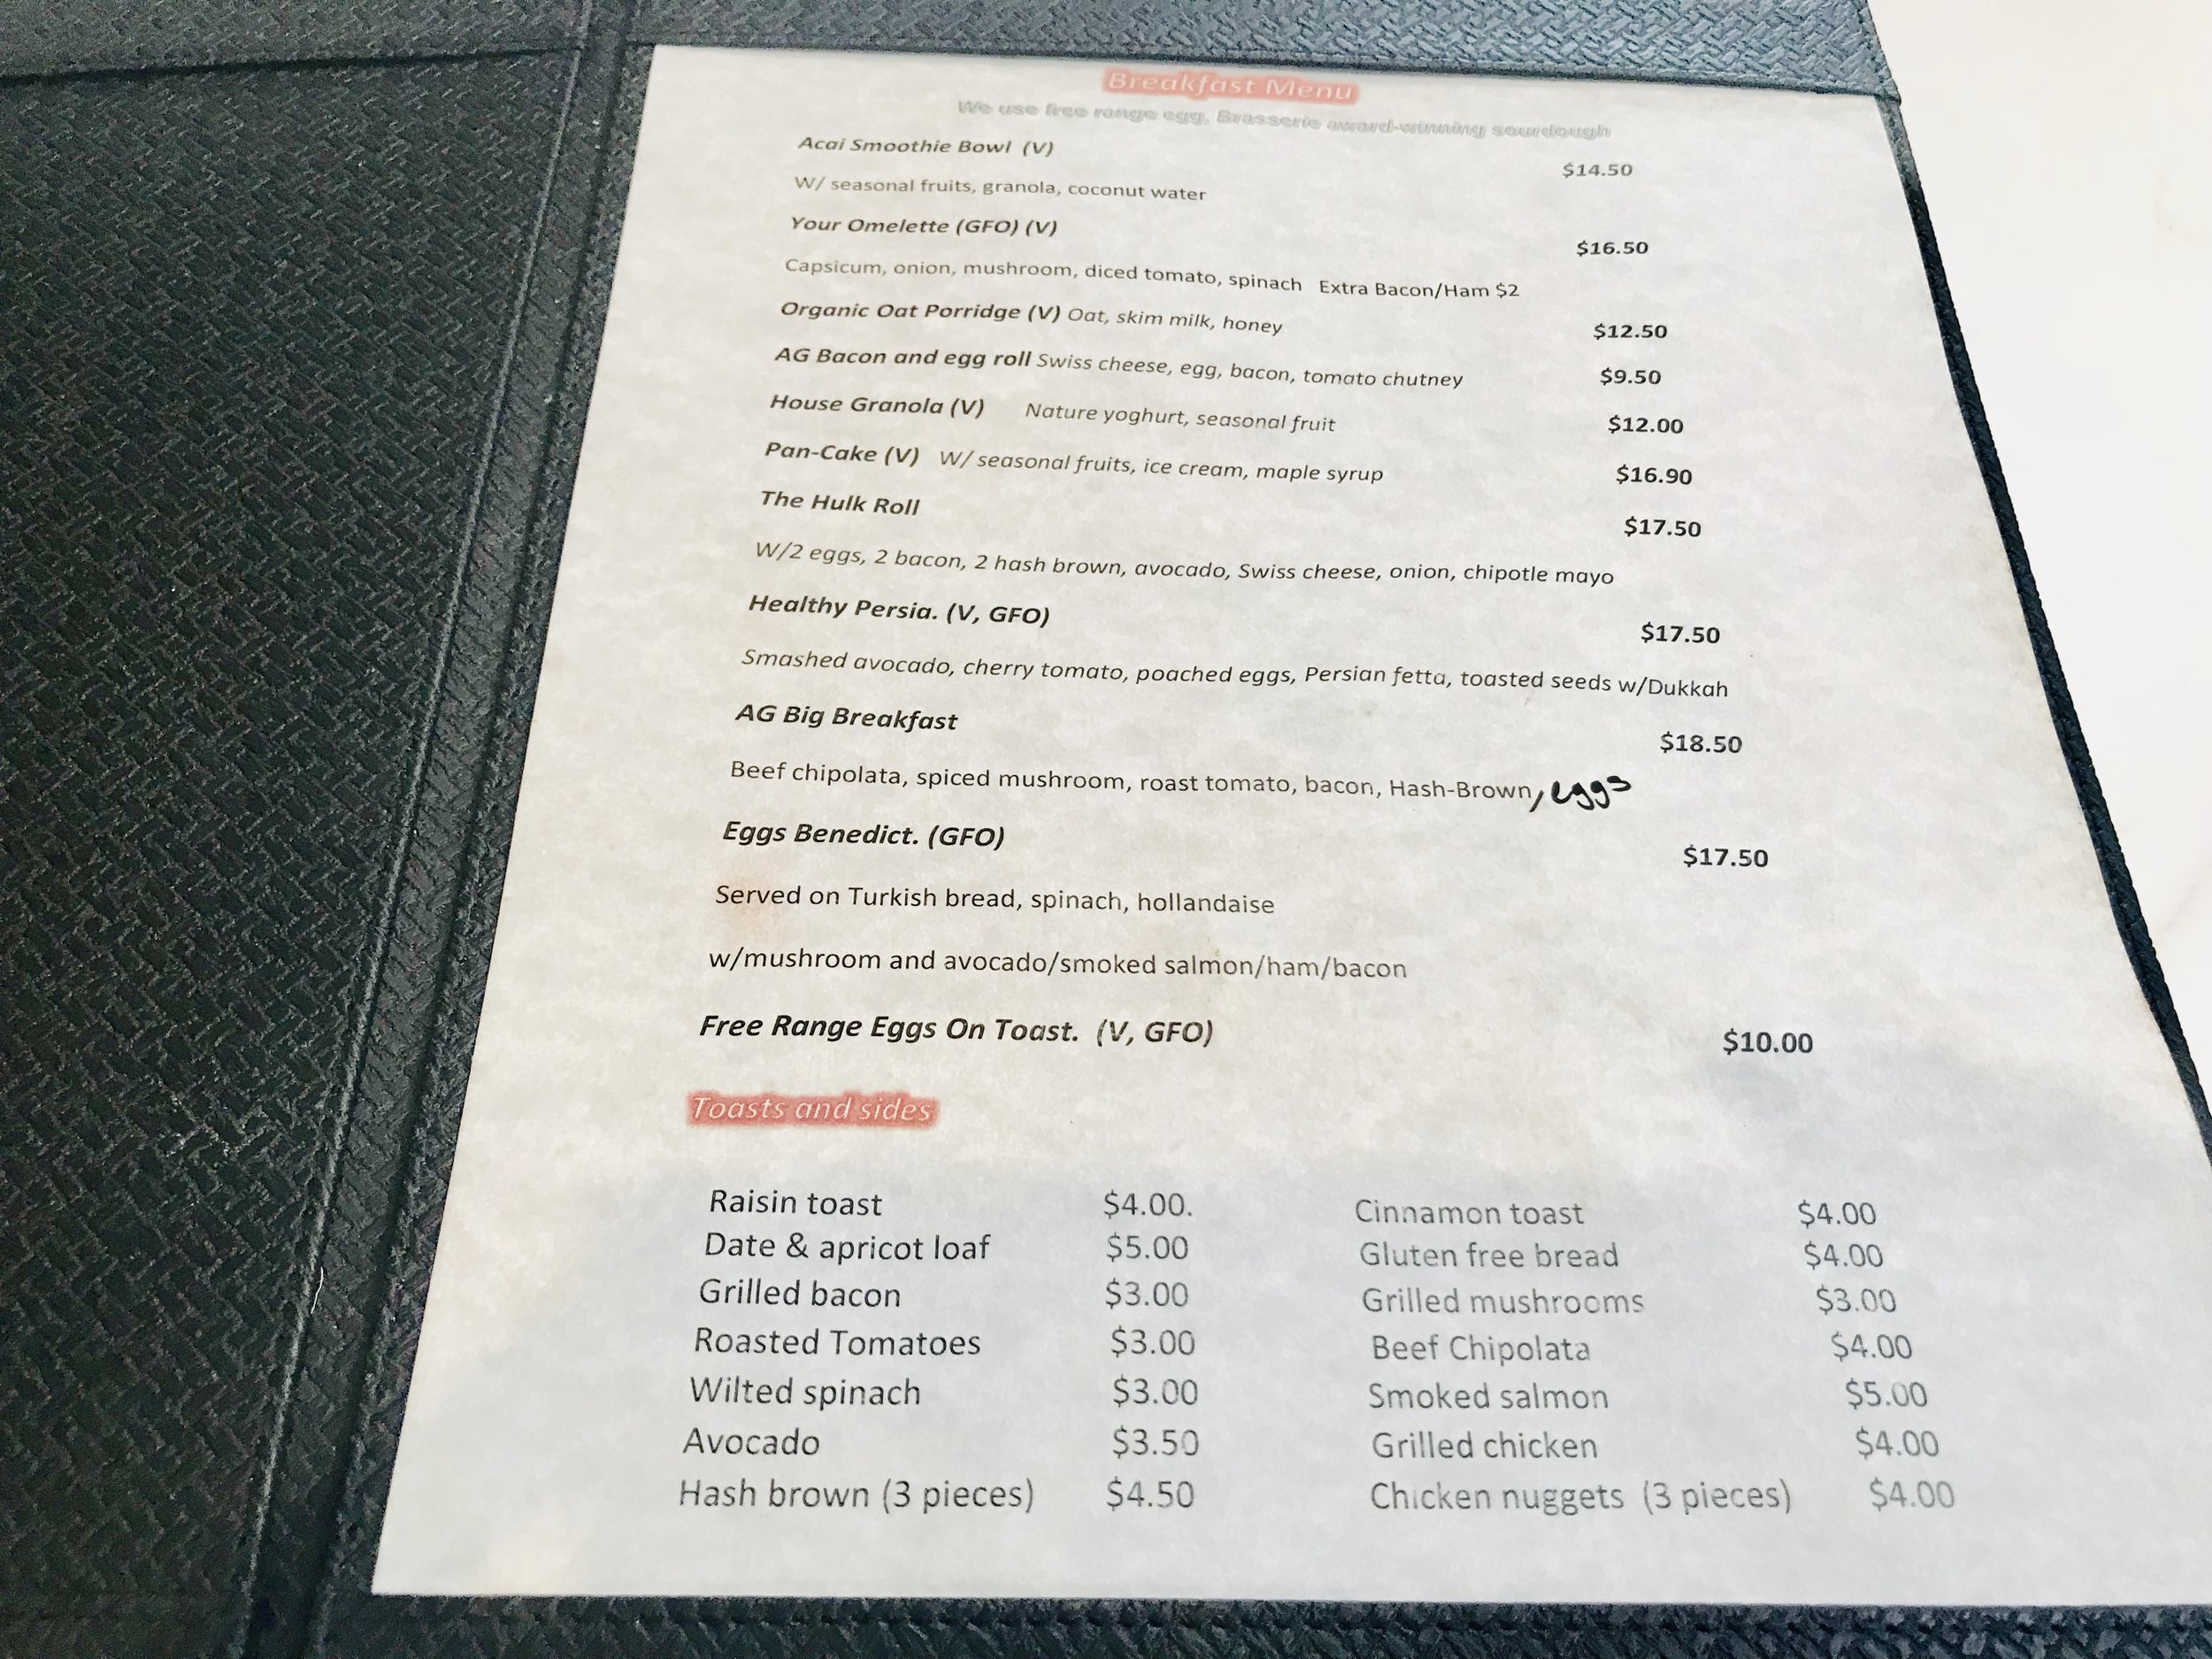 Breakfast Menu
We use free range egg, Brasserie award-winning sourdough
Acai Smoothie Bowl (V) $14.50
W/ seasonal fruits, granola, coconut water
Your Omelette (GFO) (V) $16.50
Capsicum, onion, mushroom, diced tomato, spinach Extra Bacon/Ham $2
Organic Oat Porridge (V) Oat, skim milk, honey $12.50
AG Bacon and egg roll Swiss cheese, egg, bacon, tomato chutney $9.50
House Granola (V) Nature yoghurt, seasonal fruit $12.00
Pan-Cake (V) W/ seasonal fruits, ice cream, maple syrup $16.90
The Hulk Roll $17.50
W/2 eggs, 2 bacon, 2 hash brown, avocado, Swiss cheese, onion, chipotle mayo
Healthy Persia. (V, GFO) $17.50
Smashed avocado, cherry tomato, poached eggs, Persian fetta, toasted seeds w/Dukkah
AG Big Breakfast $18.50
Beef chipolata, spiced mushroom, roast tomato, bacon, Hash-Brown, eggs
Eggs Benedict. (GFO) $17.50
Served on Turkish bread, spinach, hollandaise
w/mushroom and avocado/smoked salmon/ham/bacon
Free Range Eggs On Toast. (V, GFO) $10.00
Toasts and sides
Raisin toast $4.00. Cinnamon toast $4.00
Date & apricot loaf $5.00 Gluten free bread $4.00
Grilled bacon $3.00 Grilled mushrooms $3.00
Roasted Tomatoes $3.00 Beef Chipolata $4.00
Wilted spinach $3.00 Smoked salmon $5.00
Avocado $3.50 Grilled chicken $4.00
Hash brown (3 pieces) $4.50 Chicken nuggets (3 pieces) $4.00